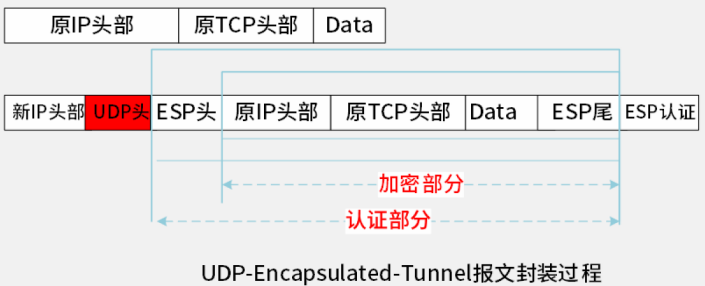 原IP头部 原TCP头部 Data
新IP头部 UDP头 ESP头 原IP头部 原TCP头部 Data ESP尾 ESP认证
加密部分
认证部分
UDP-Encapsulated-Tunnel报文封装过程